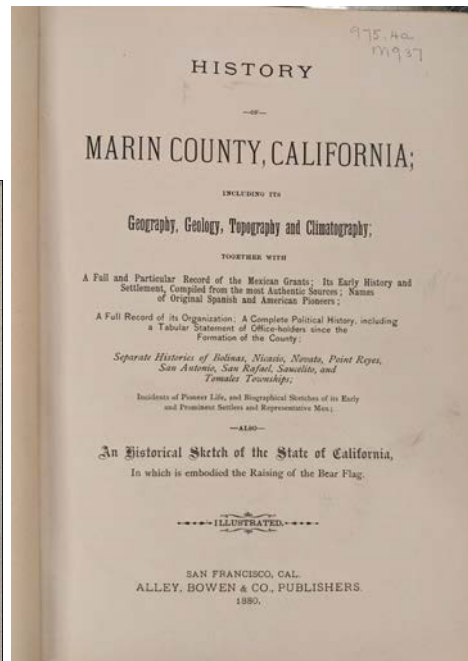 975.4a
M937
HISTORY
—OF—
MARIN COUNTY, CALIFORNIA;
INCLUDING ITS
Geography, Geology, Topography and Climatography;
TOGETHER WITH
A Full and Particular Record of the Mexican Grants; Its Early History and
Settlement, Compiled from the most Authentic Sources; Names
of Original Spanish and American Pioneers;
A Full Record of its Organization; A Complete Political History, including
a Tabular Statement of Office-holders since the
Formation of the County;
Separate Histories of Bolinas, Nicasio, Novato, Point Reyes,
San Antonio, San Rafael, Saucelito, and
Tomales Townships;
Incidents of Pioneer Life, and Biographical Sketches of its Early
and Prominent Settlers and Representative Men;
—ALSO—
An Historical Sketch of the State of California,
In which is embodied the Raising of the Bear Flag.
ILLUSTRATED.
SAN FRANCISCO, CAL.
ALLEY, BOWEN & CO., PUBLISHERS.
1880.